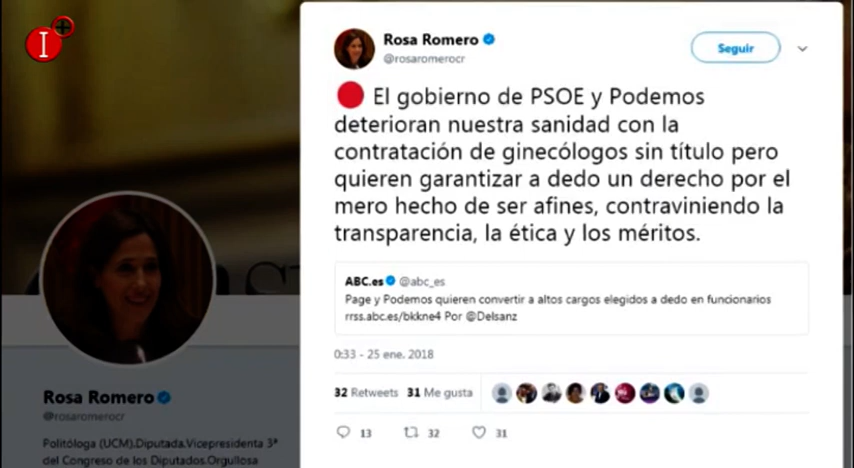 I
Rosa Romero
@rosaromerocr
Seguir
El gobierno de PSOE y Podemos
deterioran nuestra sanidad con la
contratación de ginecólogos sin título pero
quieren garantizar a dedo un derecho por el
mero hecho de ser afines, contraviniendo la
transparencia, la ética y los méritos.
ABC.es @abc_es
Page y Podemos quieren convertir a altos cargos elegidos a dedo en funcionarios
rrss.abc.es/bkkne4 Por @Delsanz
0:33 - 25 ene. 2018
32 Retweets 31 Me gusta
13 32 31
Rosa Romero
@rosaromerocr
Politóloga (UCM).Diputada.Vicepresidenta 3ª
del Congreso de los Diputados.Orgullosa